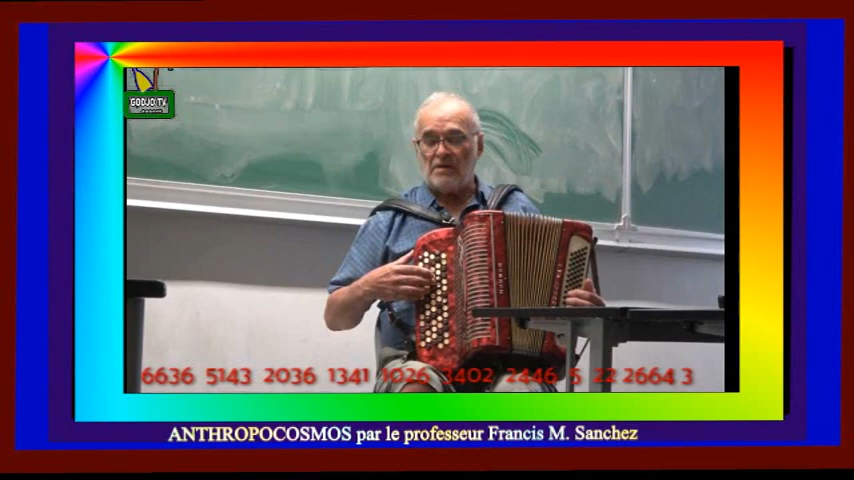 GODJO TV
6636 5143 2036 1341 1026 3402 2446 5 22 2664 3
ANTHROPOCOSMOS par le professeur Francis M. Sanchez